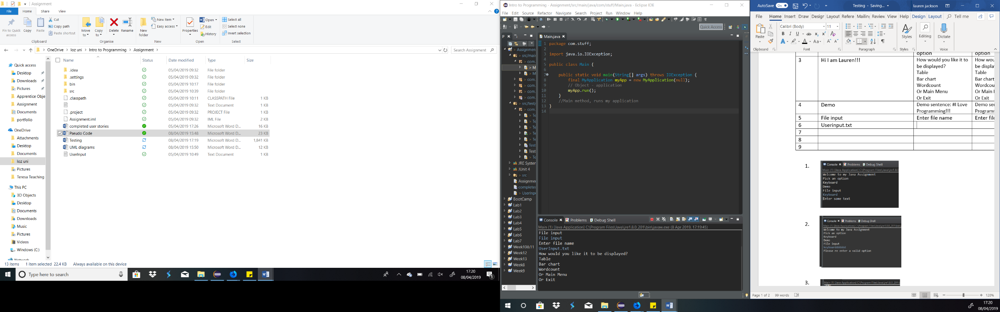 Assignment
File Home Share View
Pin to Quick access
Copy
Paste
Cut
Copy path
Paste shortcut
Clipboard
Move to
Copy to
Delete
Rename
Organise
New folder
New item
Easy access
New
Properties
Open
Edit
History
Open
Select all
Select none
Invert selection
Select
OneDrive > loz uni > Intro to Programming > Assignment >
Search Assignment
Name Status Date modified Type Size
Quick access
Desktop
Downloads
Pictures
Apprentice Obje
Assignment
Documents
portfolio
OneDrive
Attachments
Desktop
Documents
loz uni
Pictures
Teresa Teaching
This PC
3D Objects
Desktop
Documents
Downloads
Music
Pictures
Videos
Windows (C:)
Network
.idea 05/04/2019 09:32 File folder
.settings 05/04/2019 09:32 File folder
bin 05/04/2019 10:17 File folder
src 05/04/2019 10:39 File folder
.classpath 05/04/2019 10:11 CLASSPATH File 1 KB
05/04/2019 09:32 Text Document 1 KB
.project 05/04/2019 09:32 PROJECT File 1 KB
Assignment.iml 05/04/2019 09:32 IML File 2 KB
completed user stories 05/04/2019 17:26 Microsoft Word D... 16 KB
Pseudo Code 08/04/2019 15:48 Microsoft Word D... 23 KB
Testing 08/04/2019 17:19 Microsoft Word D... 1,841 KB
UML diagrams 08/04/2019 15:50 Microsoft Word D... 12 KB
UserInput 05/04/2019 10:49 Text Document 1 KB
13 items 1 item selected 22.4 KB Always available on this device
Type here to search
17:20
08/04/2019
1
Intro to Programming - Assignment/src/main/java/com/stuff/Main.java - Eclipse IDE
File Edit Source Refactor Navigate Search Project Run Window Help
Quick Access
P
> Assignmen
> src/mai
> com.
> M
> M
> com.
> com.
> com.
> com.
> src/test/
> com.
> Te
> Te
> Te
> Te
> Te
Test
Test
> Te
JRE System
JUnit 4
> src
Assignme
completed
> UserInpu
BootCamp
Lab1
Lab2
Lab3
Lab4
Lab5
Lab6
Lab7
Week10&11
Week12
Week13
Week8
Week9
Main.java
1 package com.stuff;
2
3 import java.io.IOException;
4
5 public class Main {
6
7 public static void main(String[] args) throws IOException {
8 final MyApplication myApp = new MyApplication(null);
9 // Object - application
10 myApp.run();
11 }
12 //Main method, runs my application
13 }
14
Console Problems Debug Shell
Main (1) [Java Application] C:\Program Files\Java\jre1.8.0_201\bin\javaw.exe (8 Apr 2019, 17:19:45)
File input
File input
Enter file name
UserInput.txt
How would you like it to be displayed?
Table
Bar chart
Wordcount
Or Main Menu
Or Exit
AutoSave On Testing - Saving... lauren jackson
File Home Insert Draw Design Layout Refere Mailing Review View Help Design Layout Tell me
Paste
Clipboard
Calibri (Body) 11
B I U ab x₂ x²
Font
Paragraph
Styles
Styles
Editing
Dictate
Voice
option option
3 Hi I am Lauren!!! How would you like it to How wou
be displayed? be displa
Table Table
Bar chart Bar chart
Wordcount Wordcou
Or Main Menu Or Main
Or Exit Or Exit
4 Demo Demo sentence: #I Love Demo se
Programming!!! Program
5 File input Enter file name Enter file
6 Userinput.txt
7
8
9
1.
Console Problems Debug Shell
Main (1) [Java Application] C:\Program Files\Java\jre1.8.0
Welcome to my Java Assignment
Pick an option
Keyboard
Demo
File input
Keyboard
Enter some text
2.
Console Problems Debug Shell
Main (1) [Java Application] C:\Program Files\Java\jre1.8.0_201\bin\
Welcome to my Java Assignment
Pick an option
Keyboard
Demo
File input
Please re enter a valid option
3.
Main (1) [Java Application] C:\Program Files\Java\jre1.8.0_201\
Page 1 of 2 99 words 120%
17:20
08/04/2019